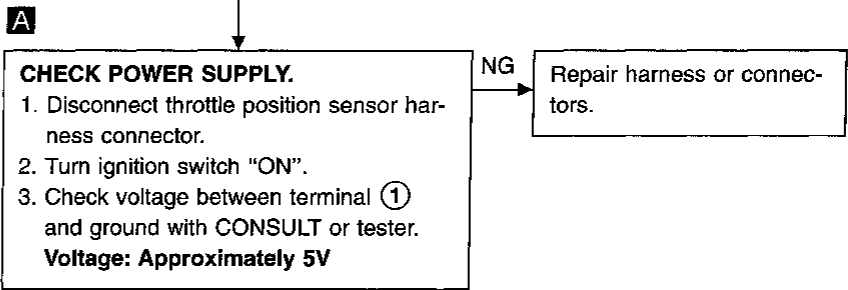 A
CHECK POWER SUPPLY.
1. Disconnect throttle position sensor har-
ness connector.
2. Turn ignition switch “ON”.
3. Check voltage between terminal ①
and ground with CONSULT or tester.
Voltage: Approximately 5V
NG
Repair harness or connec-
tors.